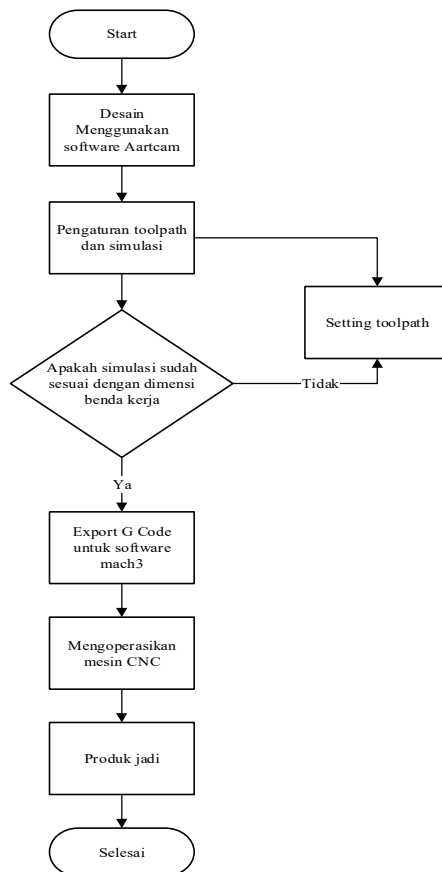 Start
Desain
Menggunakan
software Aartcam
Pengaturan toolpath
dan simulasi
Setting toolpath
Apakah simulasi sudah
sesuai dengan dimensi
benda kerja
Tidak
Ya
Export G Code
untuk software
mach3
Mengoperasikan
mesin CNC
Produk jadi
Selesai